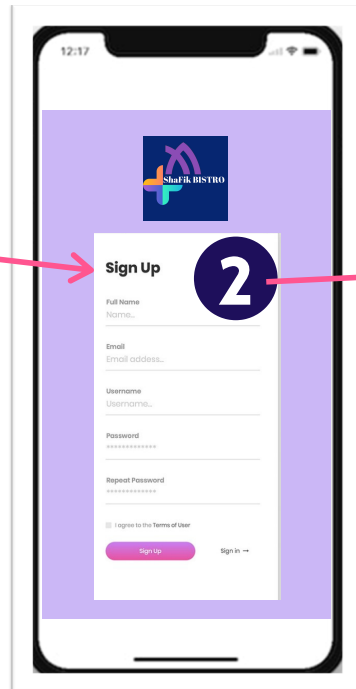 12:17
ShaFik BISTRO
Sign Up
2
Full Name
Name..
Email
Email addess..
Username
Username..
Password
*************
Repeat Password
*************
I agree to the Terms of User
Sign Up
Sign in →